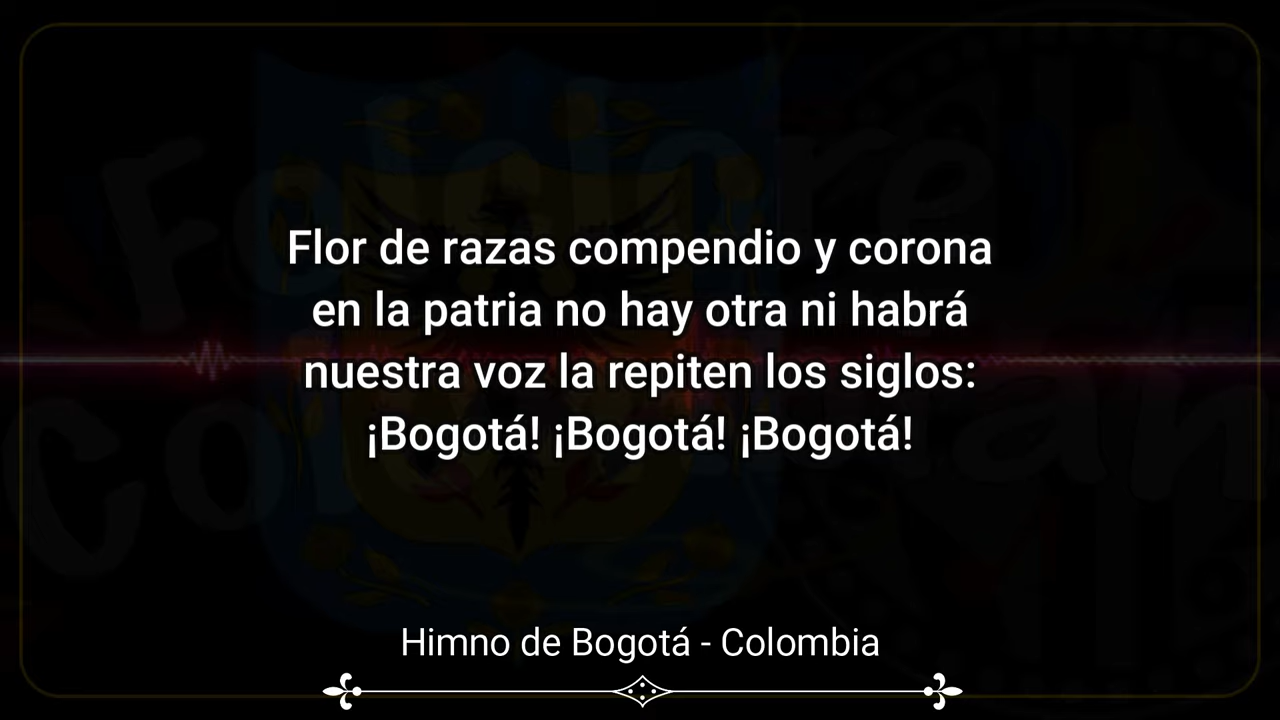 Folclore
Flor de razas compendio y corona
en la patria no hay otra ni habrá
nuestra voz la repiten los siglos:
¡Bogotá! ¡Bogotá! ¡Bogotá!
Himno de Bogotá - Colombia